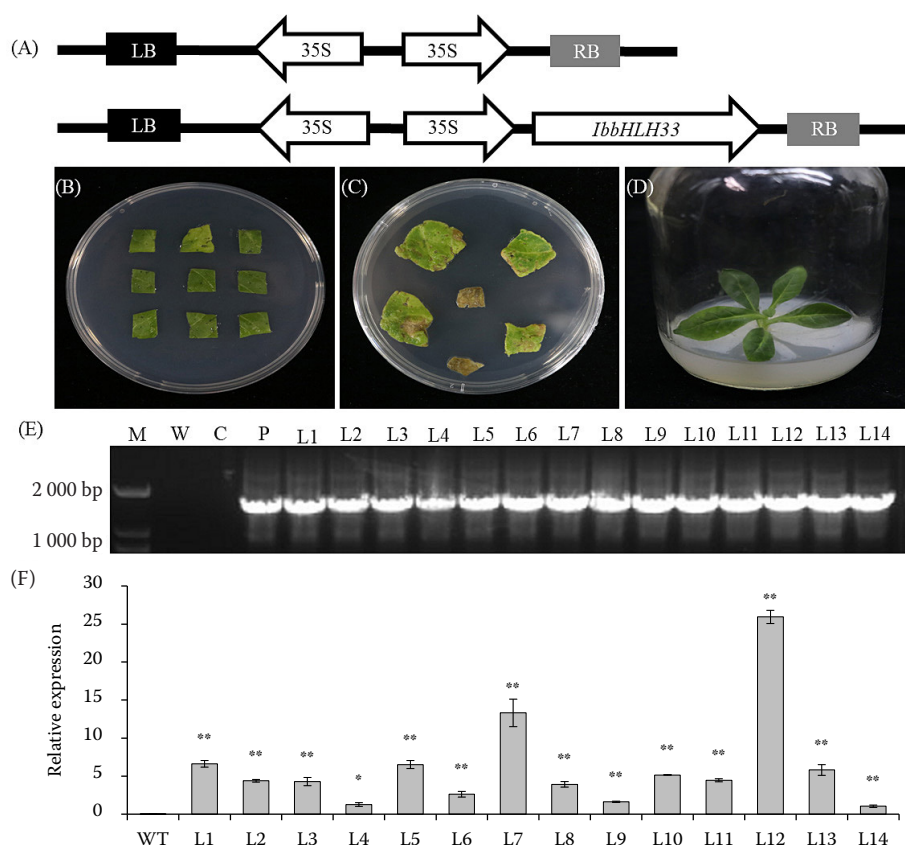 (A) LB 35S 35S RB
LB 35S 35S IbbHLH33 RB
(B) (C) (D)
(E) M W C P L1 L2 L3 L4 L5 L6 L7 L8 L9 L10 L11 L12 L13 L14
2 000 bp
1 000 bp
(F)
Relative expression
30
25
20
15
10
5
0
** ** ** * ** ** ** ** ** ** ** ** ** **
WT L1 L2 L3 L4 L5 L6 L7 L8 L9 L10 L11 L12 L13 L14